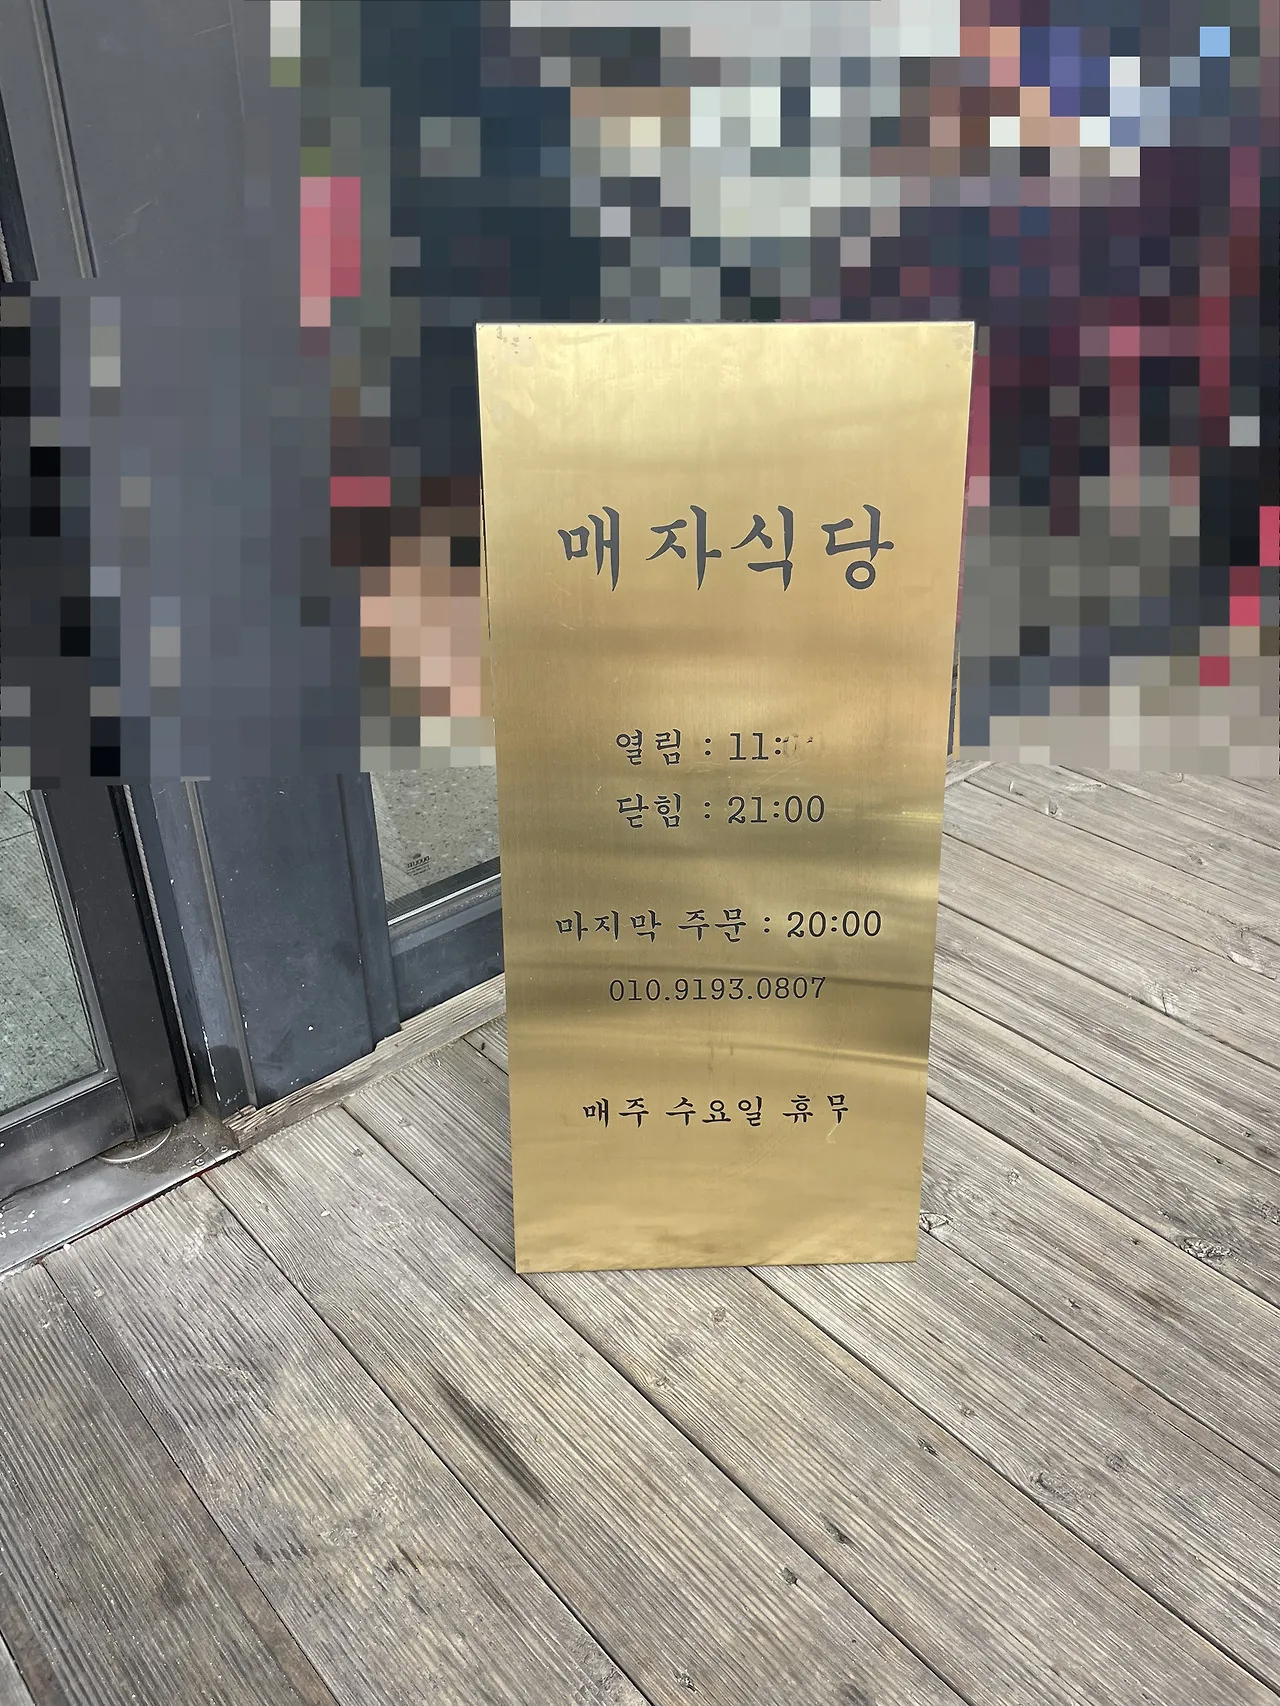 매자식당
열림 : 11:
닫힘 : 21:00
마지막 주문 : 20:00
010.9193.0807
매주 수요일 휴무